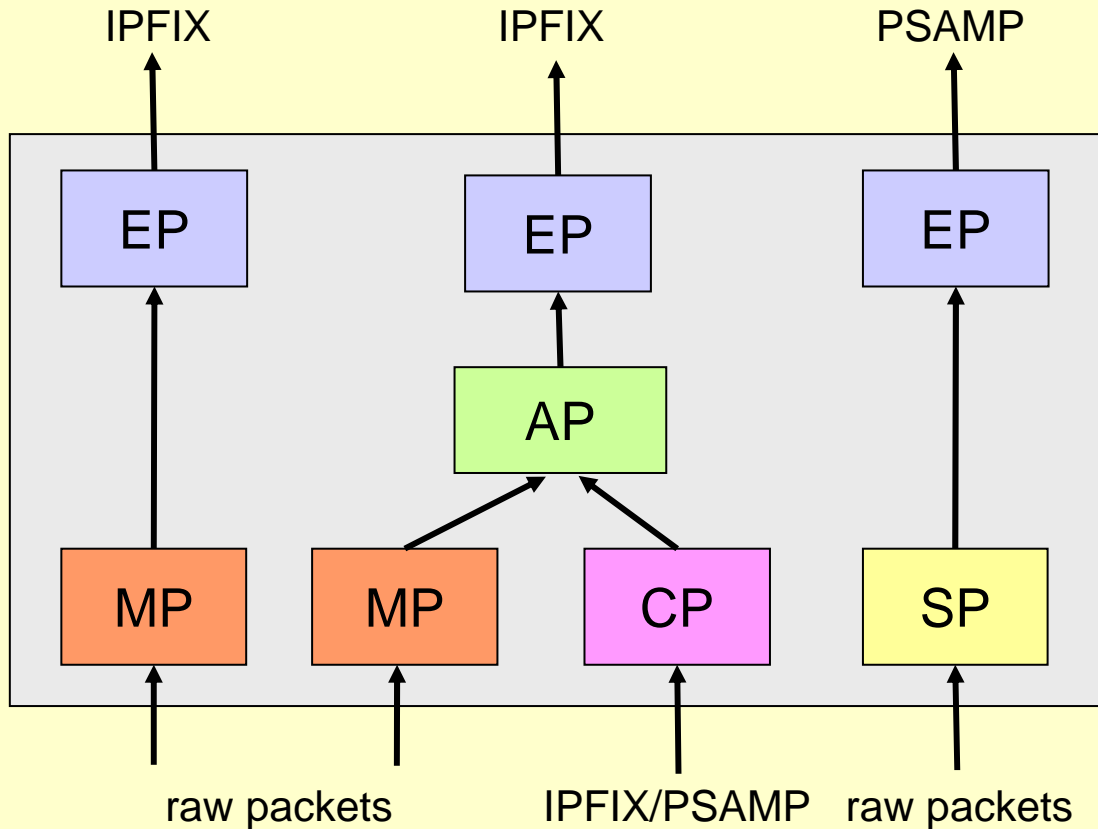 IPFIX IPFIX PSAMP
EP EP EP
AP
MP MP CP SP
raw packets IPFIX/PSAMP raw packets